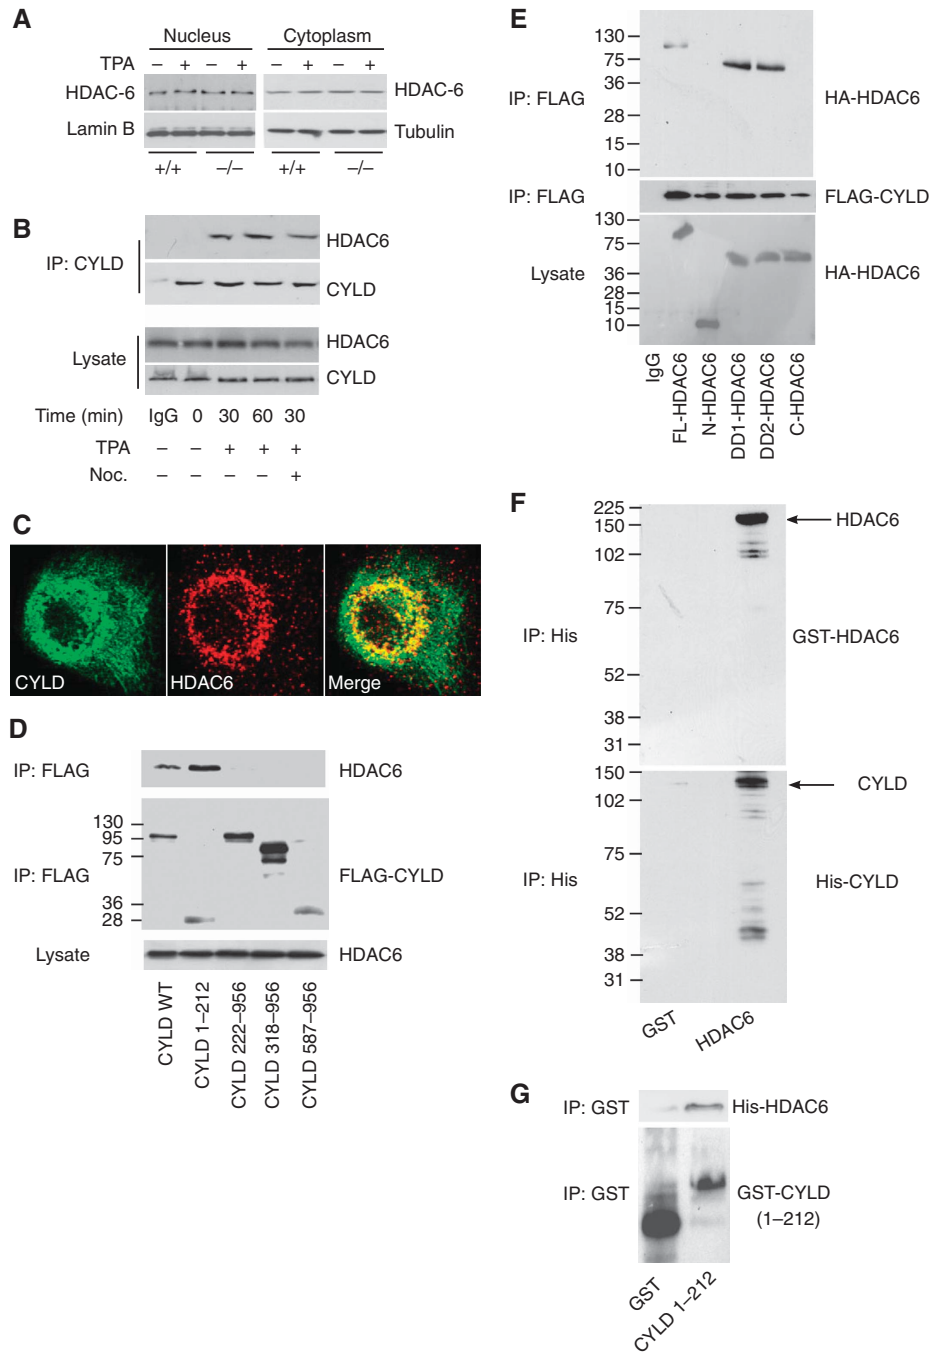 A
Nucleus Cytoplasm
TPA – + – + – + – +
HDAC-6 HDAC-6
Lamin B Tubulin
+/+ –/– +/+ –/–
B
IP: CYLD
HDAC6
CYLD
Lysate
HDAC6
CYLD
Time (min) IgG 0 30 60 30
TPA – – + + +
Noc. – – – – +
C
CYLD HDAC6 Merge
D
IP: FLAG HDAC6
130
95
75
IP: FLAG FLAG-CYLD
36
28
Lysate HDAC6
CYLD WT
CYLD 1–212
CYLD 222–956
CYLD 318–956
CYLD 587–956
E
130
75
36
IP: FLAG HA-HDAC6
28
15
10
IP: FLAG FLAG-CYLD
130
75
Lysate HA-HDAC6
36
28
15
10
IgG
FL-HDAC6
N-HDAC6
DD1-HDAC6
DD2-HDAC6
C-HDAC6
F
225
150 HDAC6
102
75
IP: His GST-HDAC6
52
38
31
150 CYLD
102
75
IP: His His-CYLD
52
38
31
GST HDAC6
G
IP: GST His-HDAC6
IP: GST GST-CYLD
(1–212)
GST
CYLD 1–212